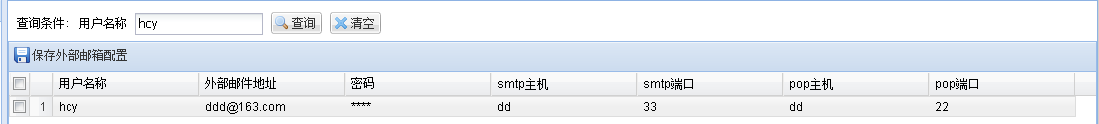 查询条件: 用户名称 hcy 查询 清空
保存外部邮箱配置
用户名称 外部邮件地址 密码 smtp主机 smtp端口 pop主机 pop端口
1 hcy ddd@163.com **** dd 33 dd 22